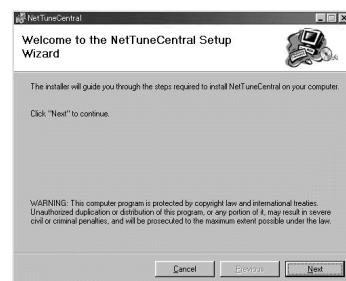 NetTuneCentral
Welcome to the NetTuneCentral Setup
Wizard
The installer will guide you through the steps required to install NetTuneCentral on your computer.
Click "Next" to continue.
WARNING: This computer program is protected by copyright law and international treaties.
Unauthorized duplication or distribution of this program, or any portion of it, may result in severe
civil or criminal penalties, and will be prosecuted to the maximum extent possible under the law.
Cancel Previous Next